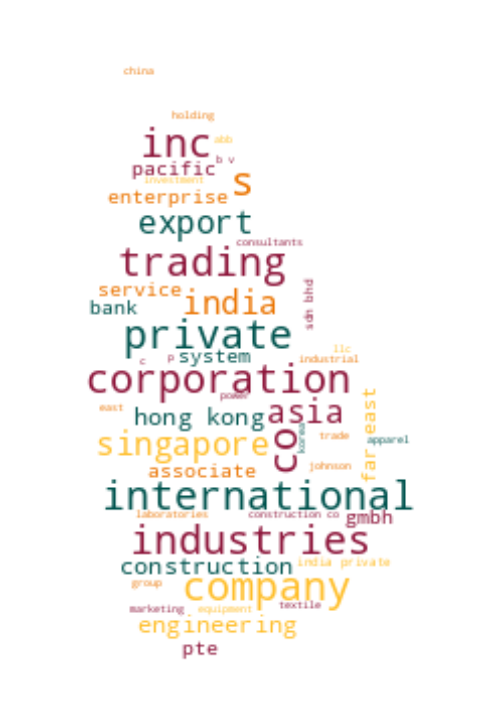 china
holding
inc abb
pacific b v
investment s
enterprise
export
consultants
trading
service india sdn bhd
bank
private
system llc
c p industrial
corporation
power
east asia far east
hong kong
singapore co korea trade apparel
associate johnson
international
laboratories construction co gmbh
industries
construction india private
group company
marketing equipment textile
engineering
pte